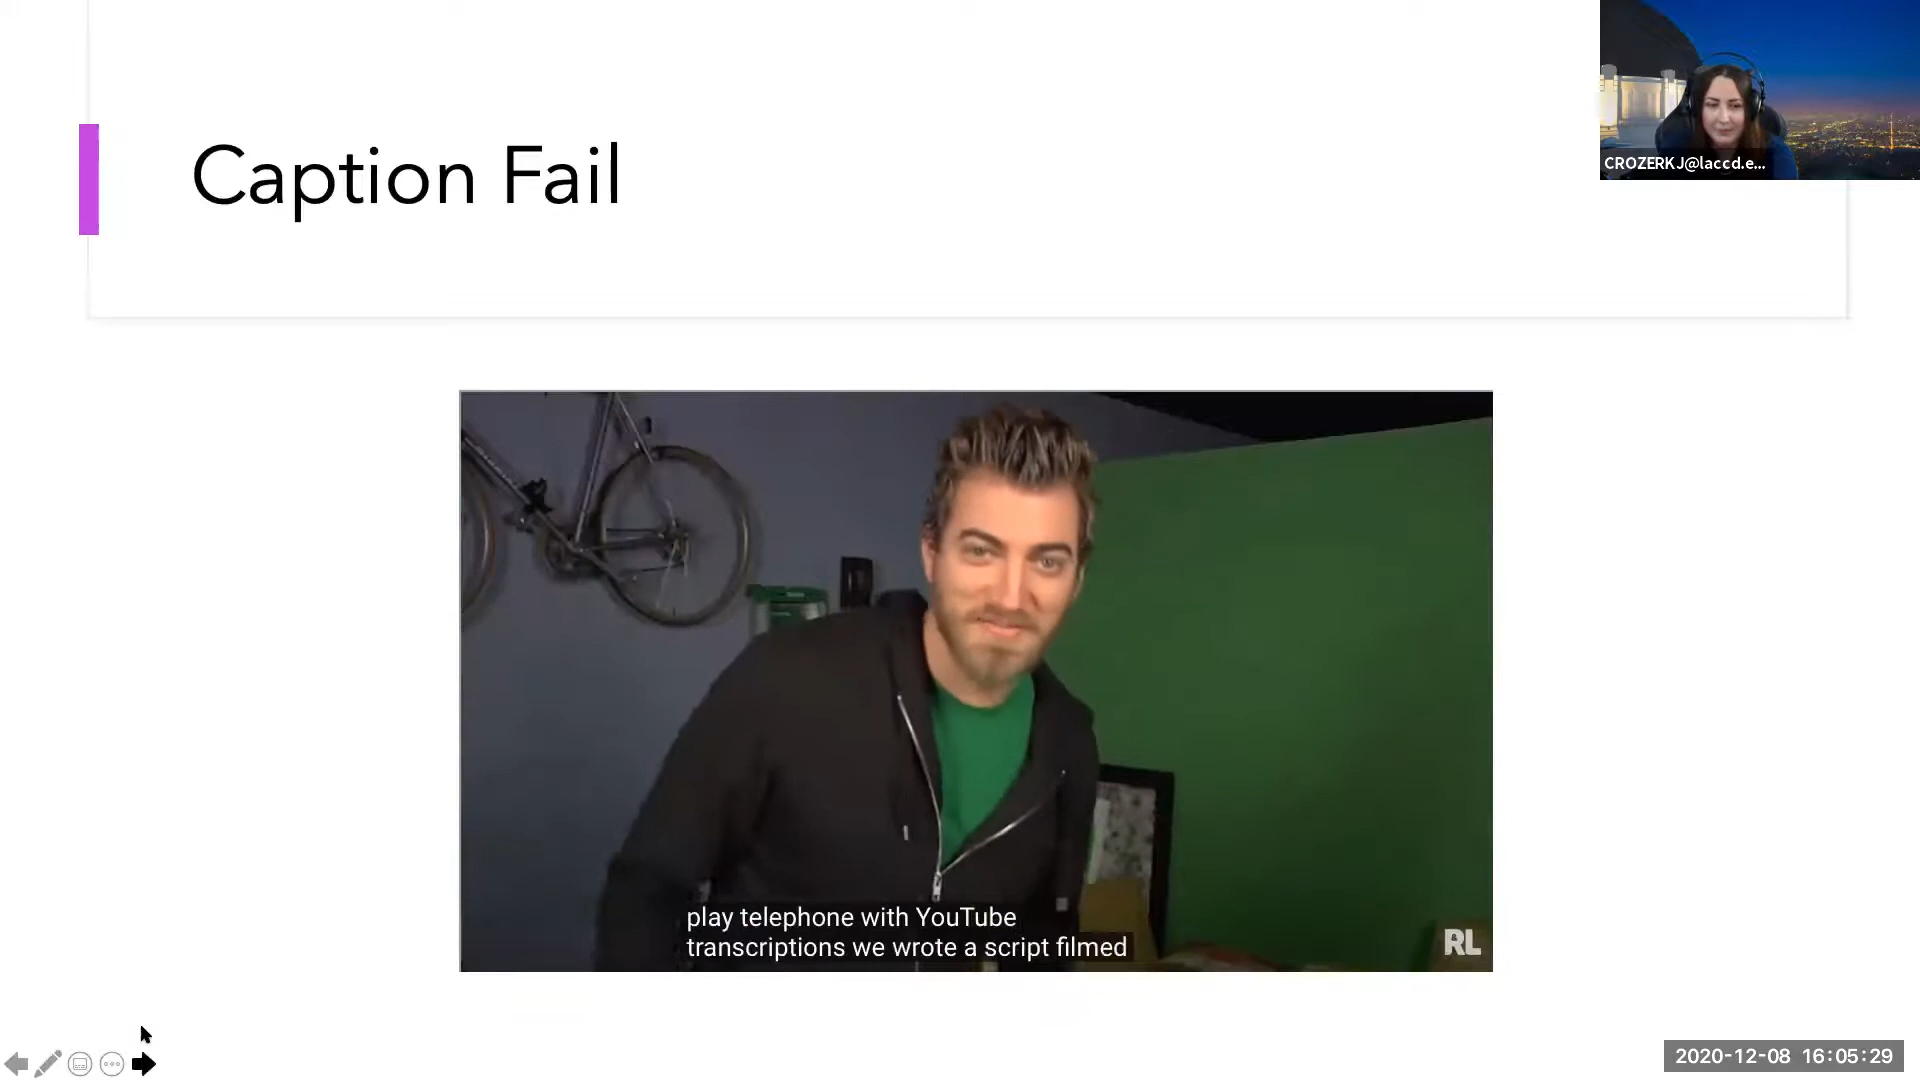 Caption Fail
CROZERKJ@laccd.e...
play telephone with YouTube
transcriptions we wrote a script filmed
RL
2020-12-08 16:05:29